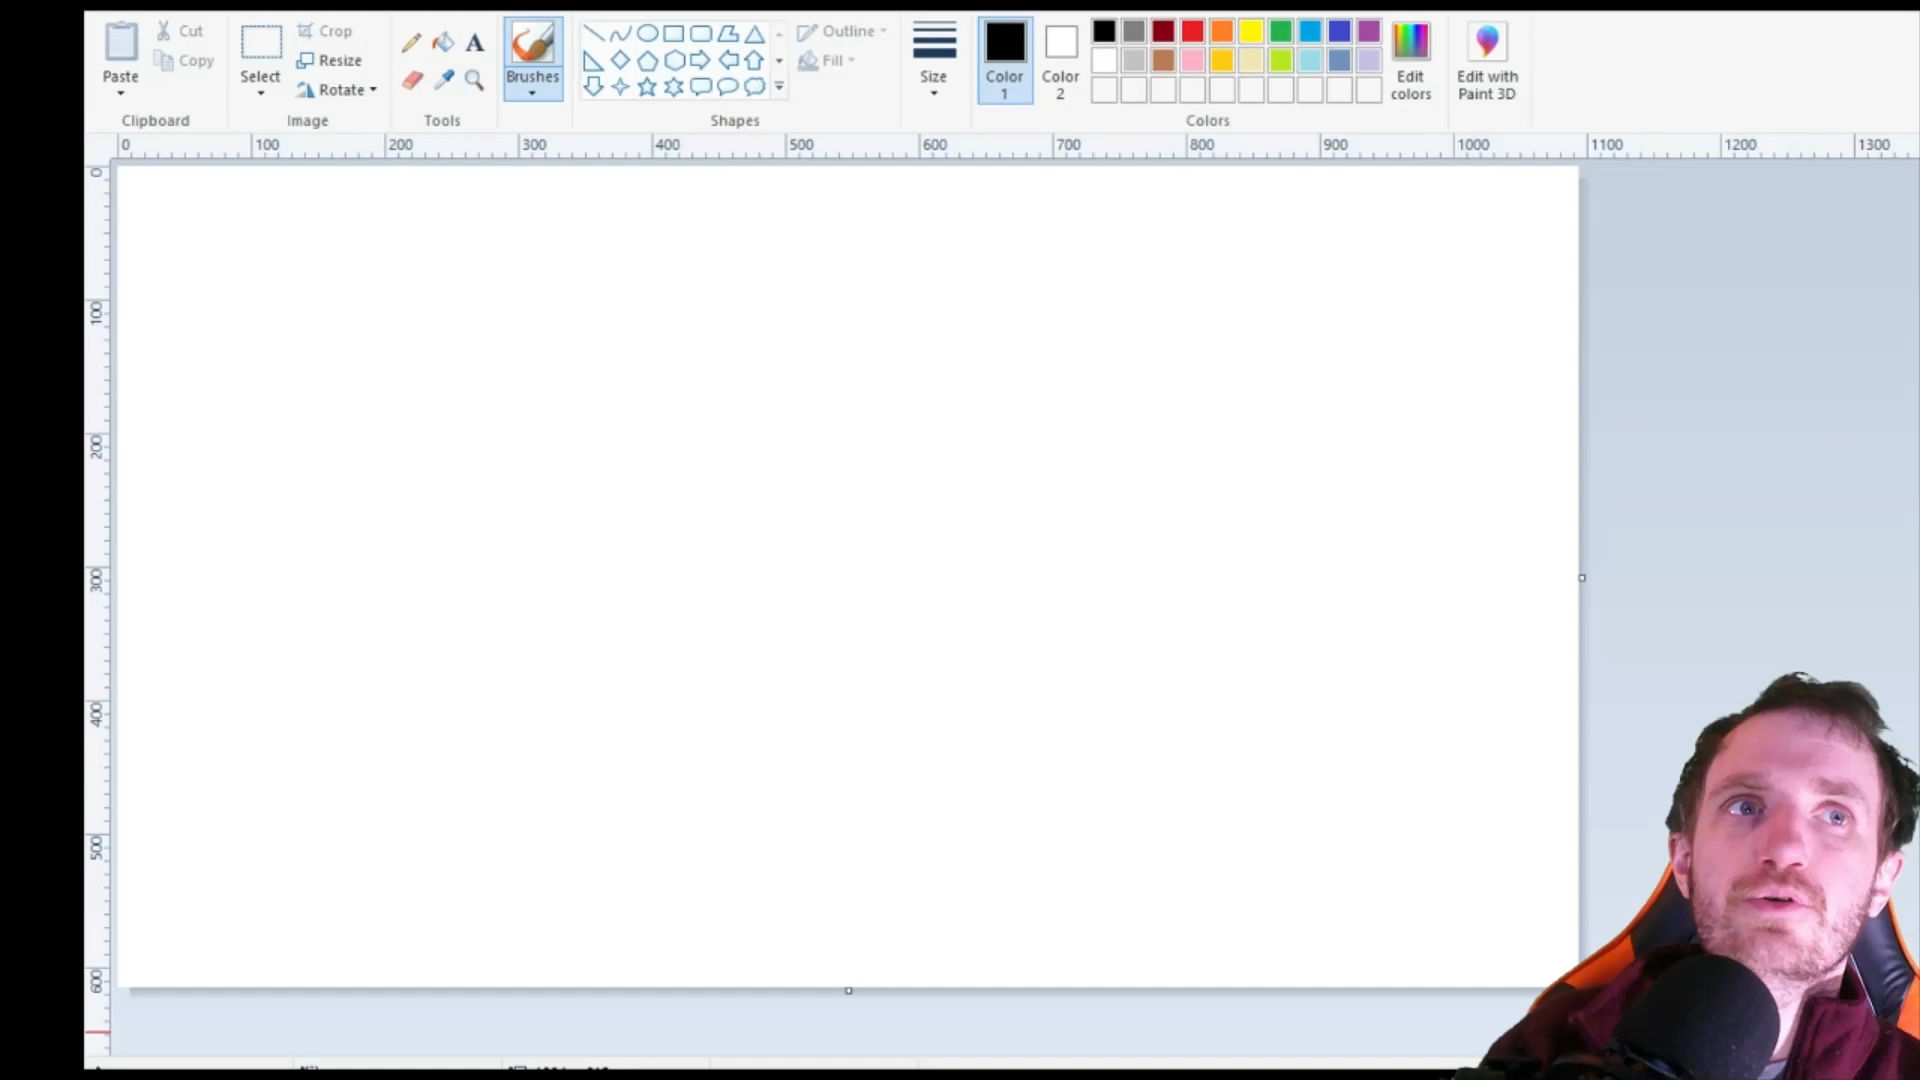 Paste
Cut
Copy
Clipboard
Select
Crop
Resize
Rotate
Image
A
Tools
Brushes
Shapes
Outline
Fill
Size
Color
1
Color
2
Colors
Edit
colors
Edit with
Paint 3D
0 100 200 300 400 500 600 700 800 900 1000 1100 1200 1300
0
100
200
300
400
500
600